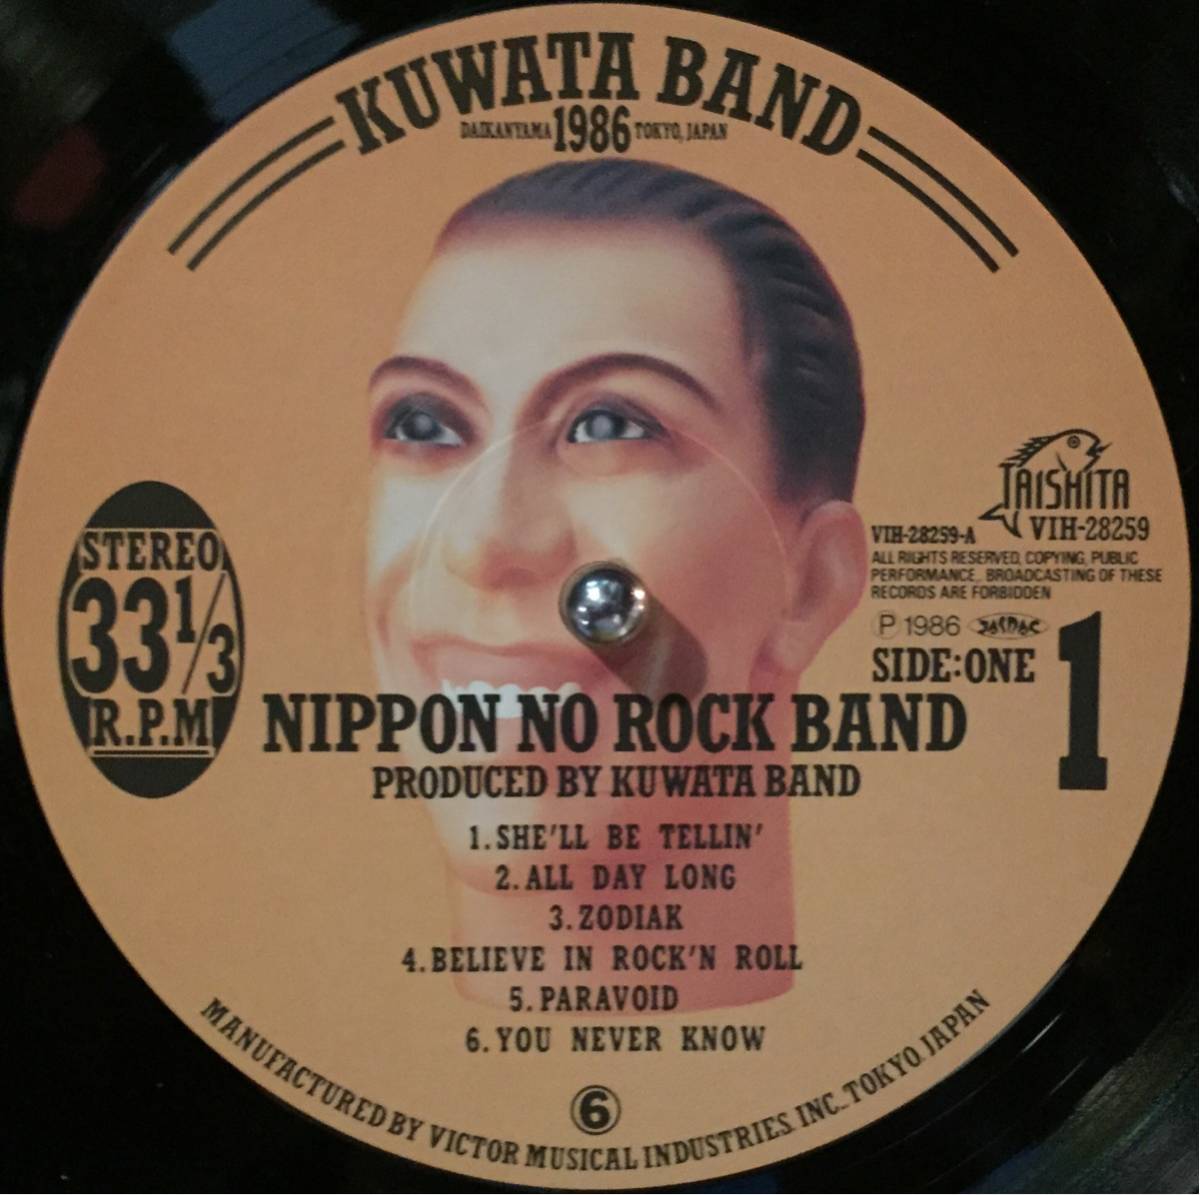 KUWATA BAND
DAIKANYAMA 1986 TOKYO, JAPAN
TAISHITA
VIH-28259-A VIH-28259
ALL RIGHTS RESERVED, COPYING, PUBLIC
PERFORMANCE, BROADCASTING OF THESE
RECORDS ARE FORBIDDEN
Ⓟ 1986 JASRAC
SIDE:ONE 1
STEREO
33 1/3
R.P.M
NIPPON NO ROCK BAND
PRODUCED BY KUWATA BAND
1.SHE'LL BE TELLIN'
2.ALL DAY LONG
3.ZODIAK
4.BELIEVE IN ROCK'N ROLL
5.PARAVOID
6.YOU NEVER KNOW
⑥
MANUFACTURED BY VICTOR MUSICAL INDUSTRIES, INC., TOKYO, JAPAN